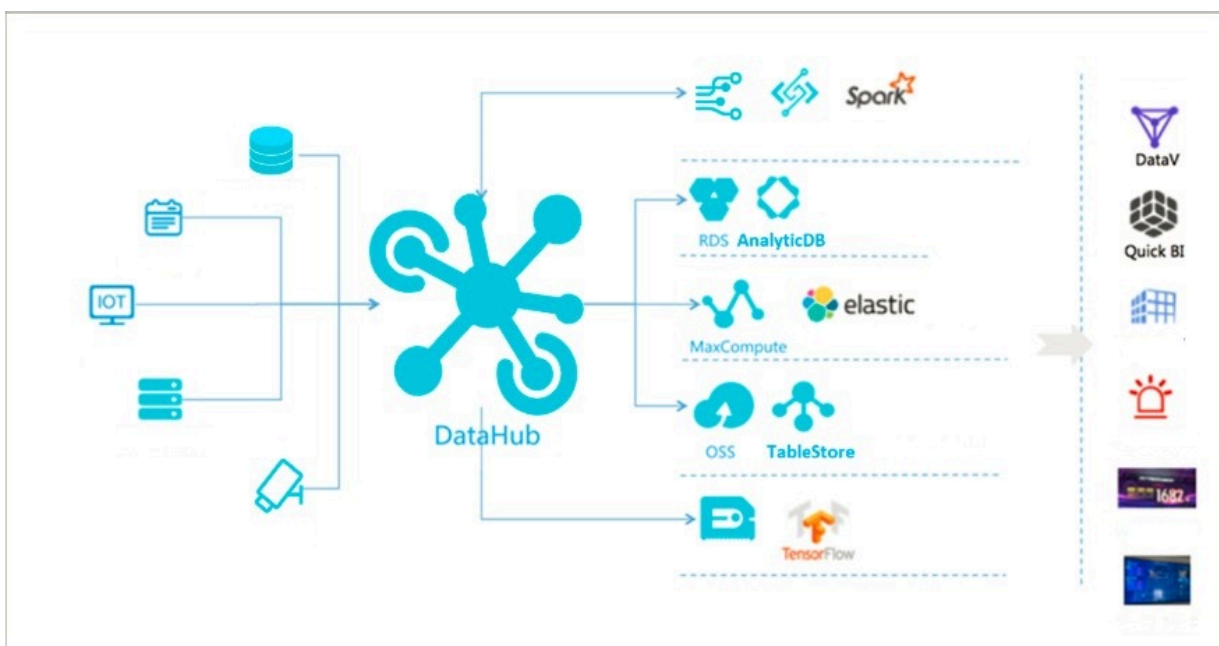 Spark
DataV
RDS AnalyticDB
Quick BI
IOT
elastic
MaxCompute
DataHub
OSS TableStore
1682
TensorFlow